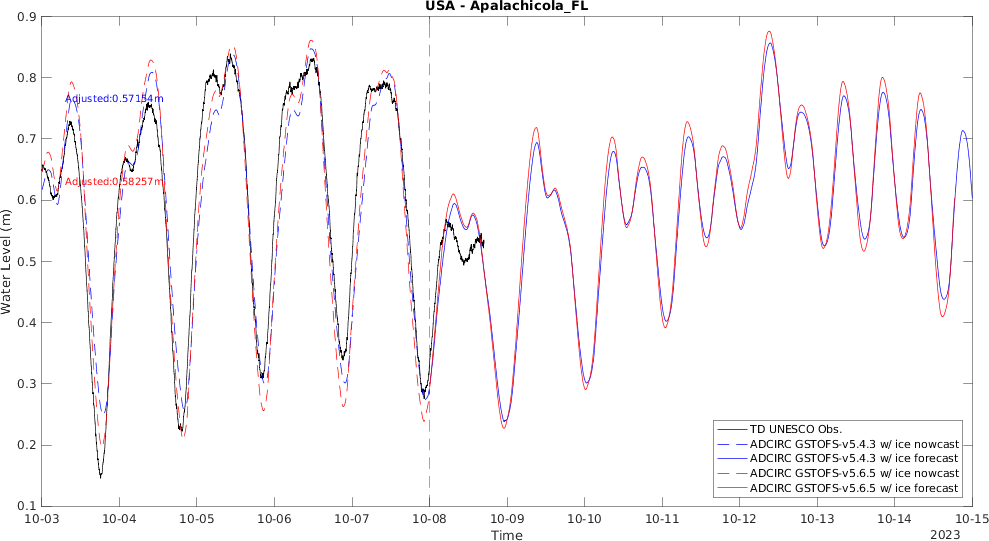 USA - Apalachicola_FL
0.9
0.8
0.7
0.6
0.5
0.4
0.3
0.2
0.1
Water Level (m)
Adjusted:0.57154m
Adjusted:0.58257m
TD UNESCO Obs.
ADCIRC GSTOFS-v5.4.3 w/ ice nowcast
ADCIRC GSTOFS-v5.4.3 w/ ice forecast
ADCIRC GSTOFS-v5.6.5 w/ ice nowcast
ADCIRC GSTOFS-v5.6.5 w/ ice forecast
10-03 10-04 10-05 10-06 10-07 10-08 10-09 10-10 10-11 10-12 10-13 10-14 10-15
Time
2023